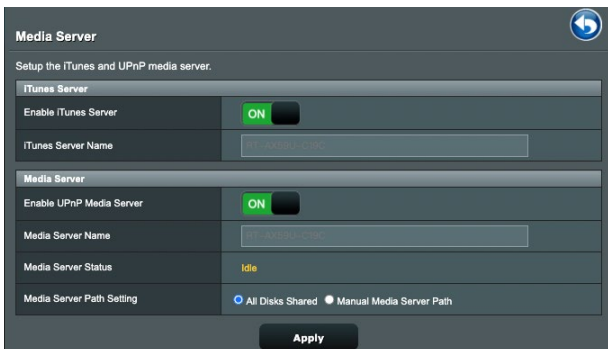 Media Server
Setup the iTunes and UPnP media server.
iTunes Server
Enable iTunes Server
ON
iTunes Server Name
Media Server
Enable UPnP Media Server
ON
Media Server Name
Media Server Status
Idle
Media Server Path Setting
All Disks Shared Manual Media Server Path
Apply